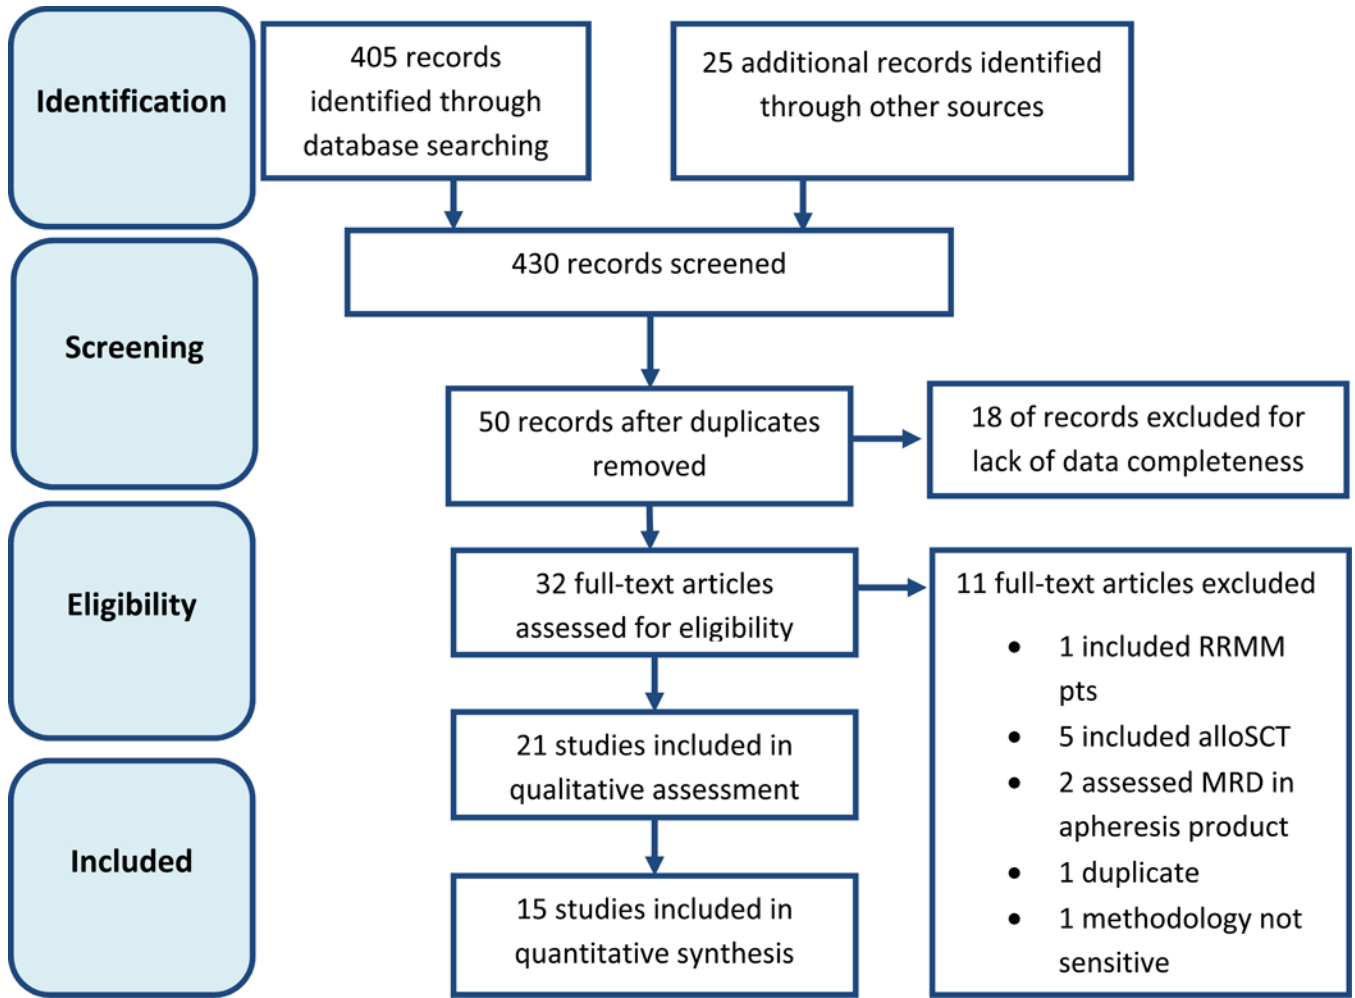 Identification
405 records
identified through
database searching
25 additional records identified
through other sources
430 records screened
Screening
50 records after duplicates
removed
18 of records excluded for
lack of data completeness
Eligibility
32 full-text articles
assessed for eligibility
11 full-text articles excluded
• 1 included RRMM
pts
• 5 included alloSCT
• 2 assessed MRD in
apheresis product
• 1 duplicate
• 1 methodology not
sensitive
21 studies included in
qualitative assessment
Included
15 studies included in
quantitative synthesis